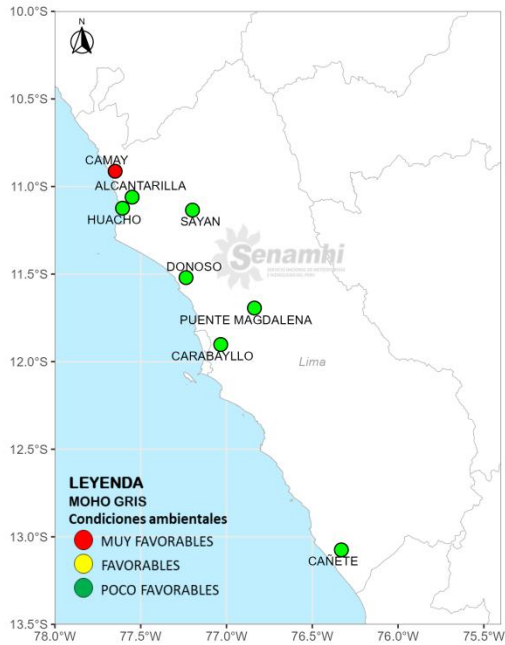 10.0°S
N
10.5°S
CAMAY
11.0°S
ALCANTARILLA
HUACHO
SAYAN
Senamhi
11.5°S
DONOSO
PUENTE MAGDALENA
CARABAYLLO
12.0°S
Lima
12.5°S
LEYENDA
MOHO GRIS
Condiciones ambientales
13.0°S
MUY FAVORABLES
FAVORABLES
CAÑETE
POCO FAVORABLES
13.5°S
78.0°W 77.5°W 77.0°W 76.5°W 76.0°W 75.5°W